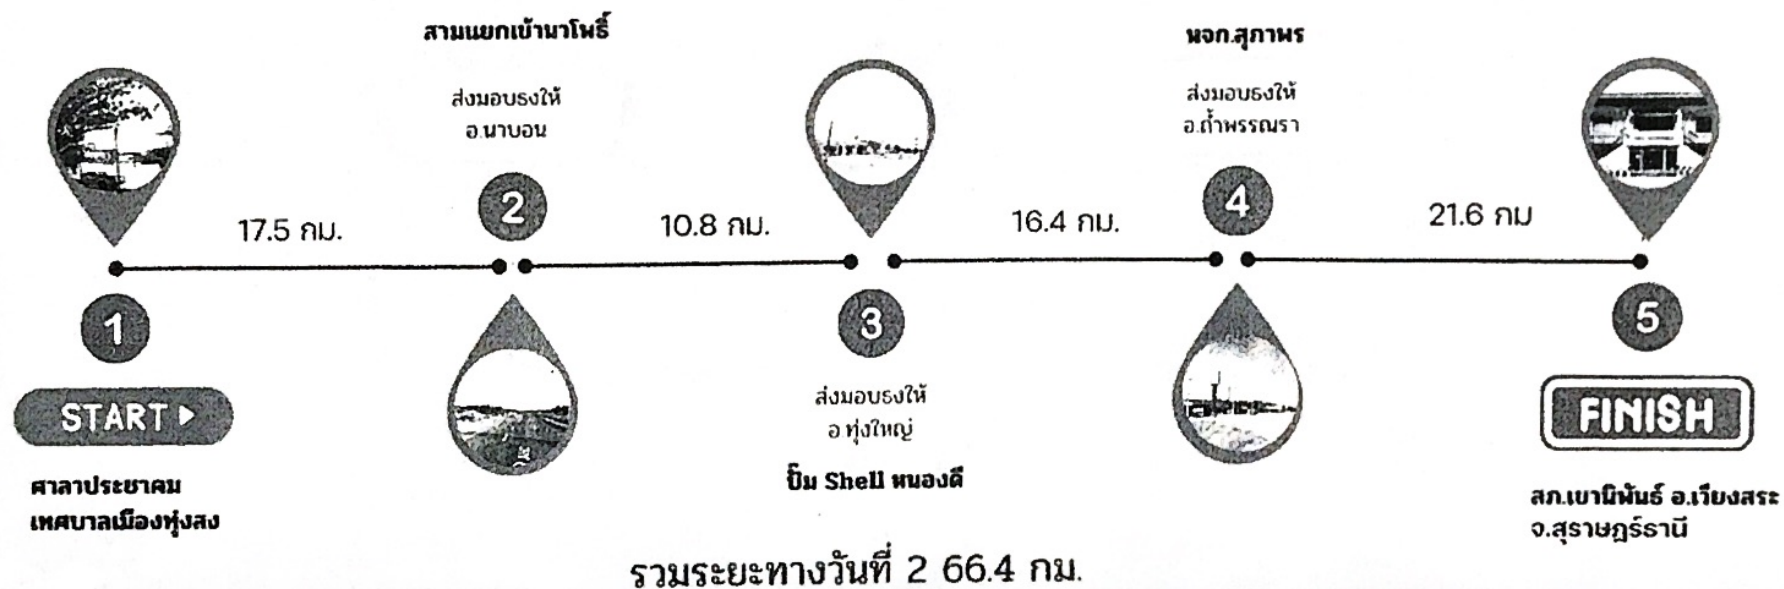 สามแยกเข้านาโพธิ์
ส่งมอบธงให้
อ.นาบอน
หจก.สุภาพร
ส่งมอบธงให้
อ.ถ้ำพรรณรา
17.5 กม.
2
10.8 กม.
16.4 กม.
4
21.6 กม
1
START
ศาลาประชาคม
เทศบาลเมืองทุ่งสง
3
ส่งมอบธงให้
อ ทุ่งใหญ่
ปั๊ม Shell หนองดี
5
FINISH
สภ.เขานิพันธ์ อ.เวียงสระ
จ.สุราษฎร์ธานี
รวมระยะทางวันที่ 2 66.4 กม.